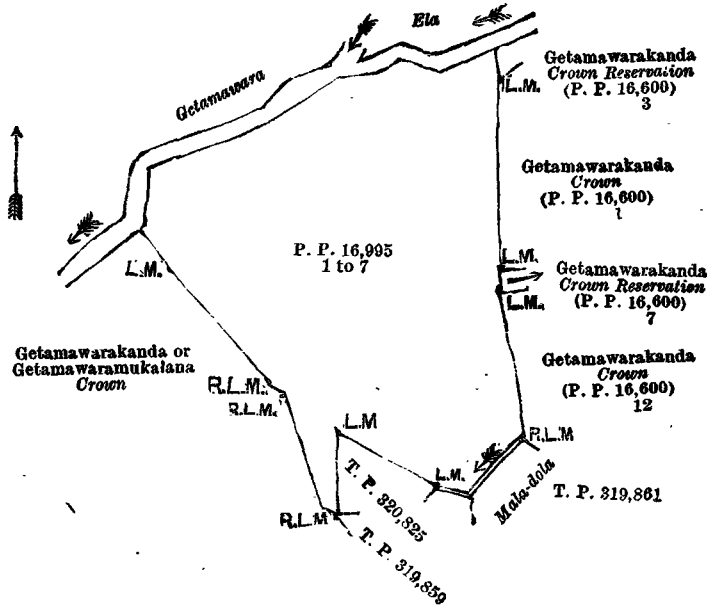 Ela
Getamawara
Getamawarakanda
Crown Reservation
(P. P. 16,600)
3
L.M.
Getamawarakanda
Crown
(P. P. 16,600)
1
P. P. 16,995
1 to 7
L.M.
L.M.
Getamawarakanda
Crown Reservation
(P. P. 16,600)
7
L.M.
Getamawarakanda or
Getamawaramukalana
Crown
Getamawarakanda
Crown
(P. P. 16,600)
12
R.L.M.
R.L.M.
L.M
R.L.M
L.M.
Mala-dola
T. P. 319,861
T. P. 320,825
R.L.M
T. P. 319,859